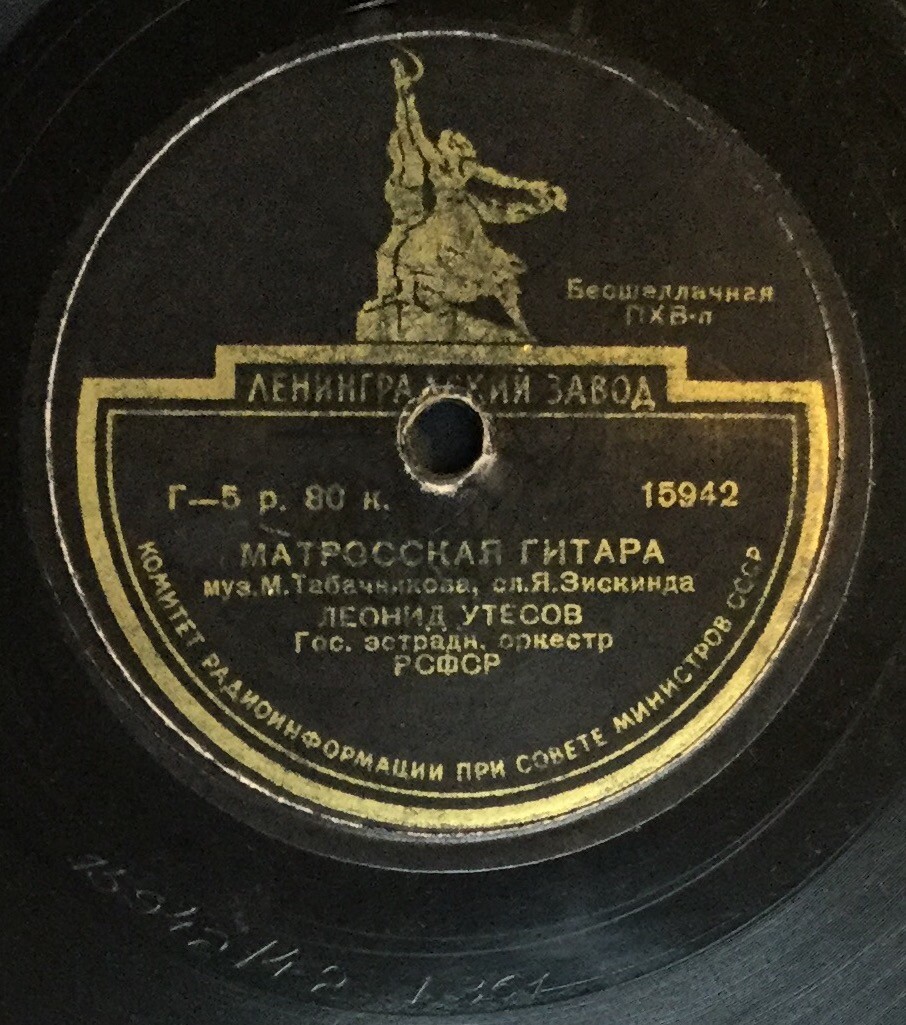 Бесшеллачная
ПХВ-п
ЛЕНИНГРАДСКИЙ ЗАВОД
Г—5 р. 80 к.
15942
МАТРОССКАЯ ГИТАРА
муз. М. Табачникова, сл. Я. Зискинда
ЛЕОНИД УТЕСОВ
Гос. эстрадн. оркестр
РСФСР
КОМИТЕТ РАДИОИНФОРМАЦИИ ПРИ СОВЕТЕ МИНИСТРОВ СССР